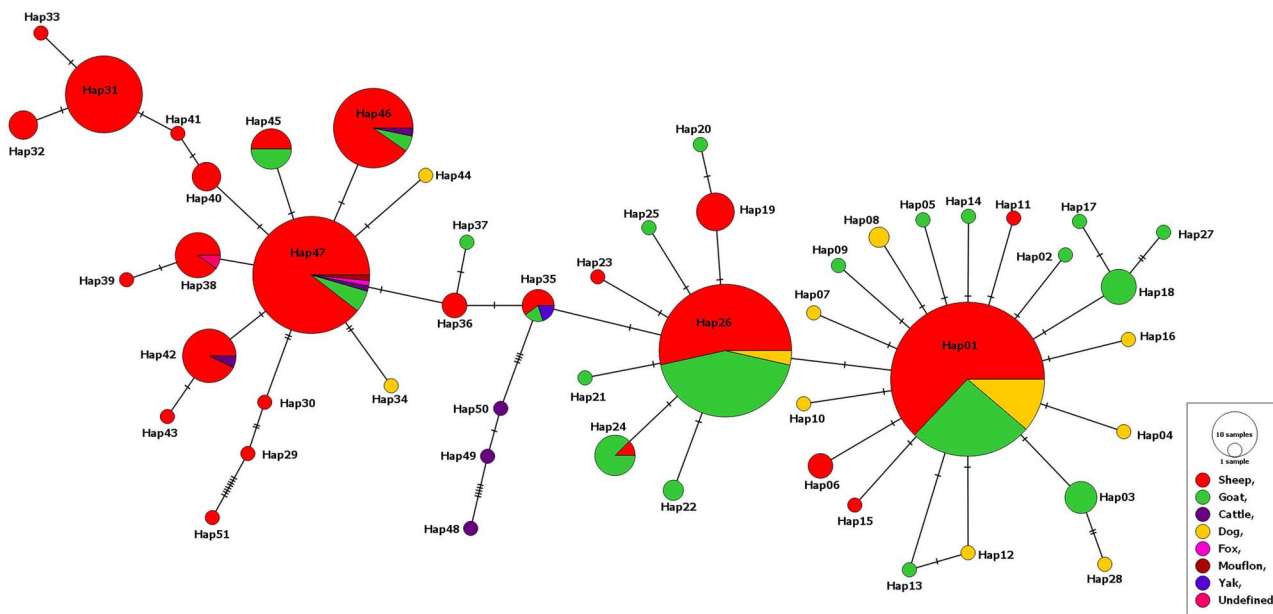 Hap33
Hap31
Hap32
Hap41
Hap40
Hap45
Hap46
Hap44
Hap47
Hap39
Hap38
Hap37
Hap36
Hap35
Hap42
Hap43
Hap30
Hap29
Hap51
Hap34
Hap50
Hap49
Hap48
Hap20
Hap19
Hap25
Hap23
Hap26
Hap21
Hap24
Hap22
Hap08
Hap05
Hap14
Hap11
Hap17
Hap27
Hap09
Hap02
Hap18
Hap07
Hap01
Hap16
Hap10
Hap04
Hap06
Hap15
Hap03
Hap13
Hap12
Hap28
10 samples
1 sample
Sheep,
Goat,
Cattle,
Dog,
Fox,
Mouflon,
Yak,
Undefined